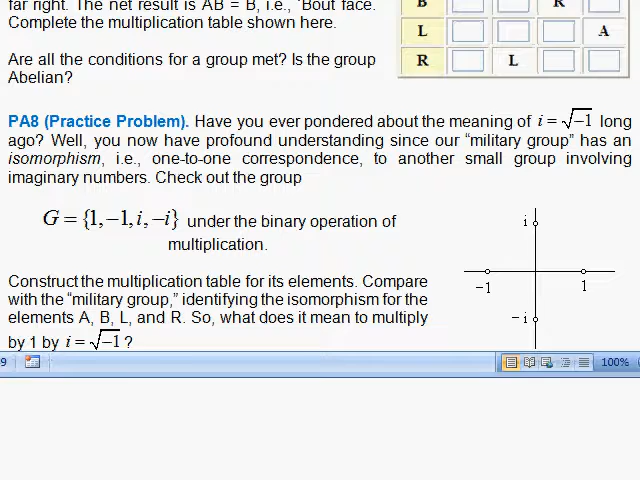 far right. The net result is AB = B, i.e., 'Bout face.
Complete the multiplication table shown here.
Are all the conditions for a group met? Is the group
Abelian?
B R
L A
R L
PA8 (Practice Problem). Have you ever pondered about the meaning of i = √−1 long
ago? Well, you now have profound understanding since our “military group” has an
isomorphism, i.e., one-to-one correspondence, to another small group involving
imaginary numbers. Check out the group
G = {1, −1, i, −i} under the binary operation of
multiplication.
Construct the multiplication table for its elements. Compare
with the “military group,” identifying the isomorphism for the
elements A, B, L, and R. So, what does it mean to multiply
by 1 by i = √−1 ?
i
−1 1
−i
9 100%